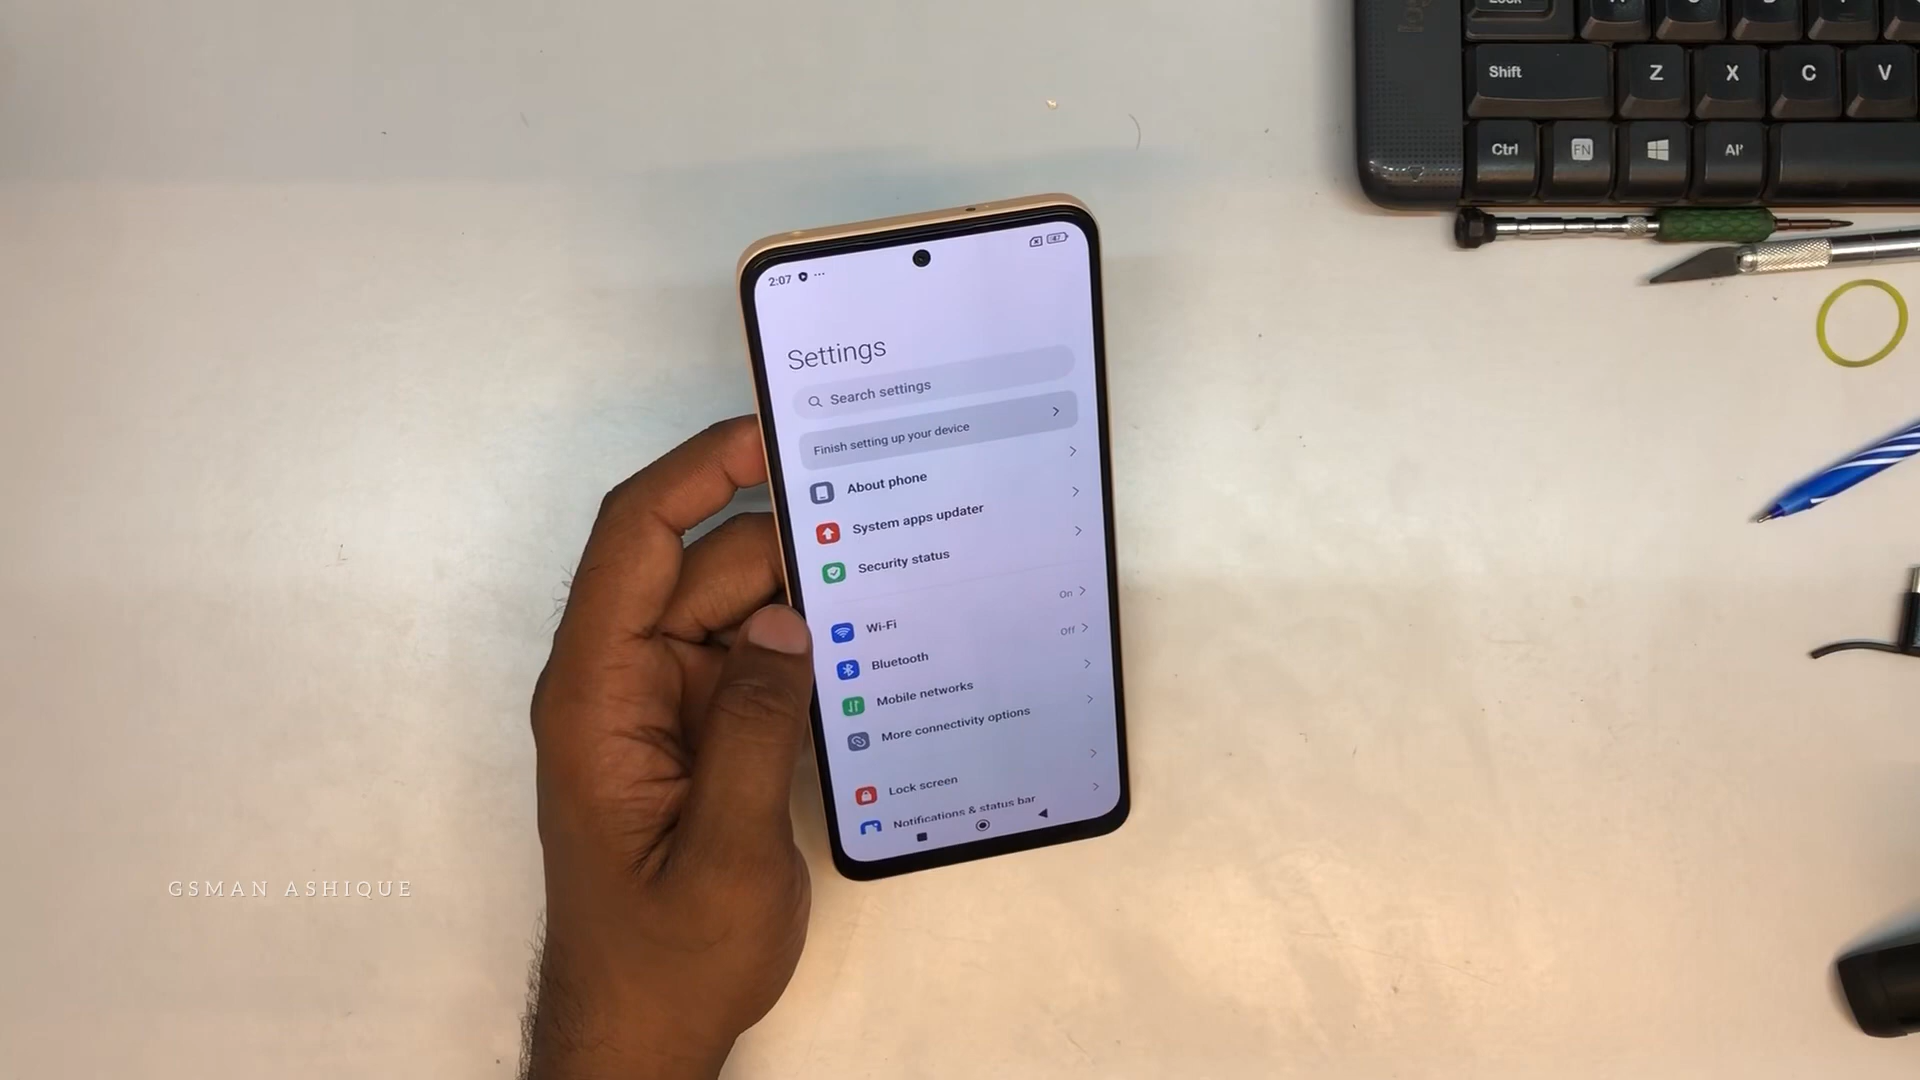 Lock
Shift
Z
X
C
V
Ctrl
FN
Alt
2:07
47
Settings
Search settings
Finish setting up your device
About phone
System apps updater
Security status
Wi-Fi On
Bluetooth Off
Mobile networks
More connectivity options
Lock screen
Notifications & status bar
GSMAN ASHIQUE